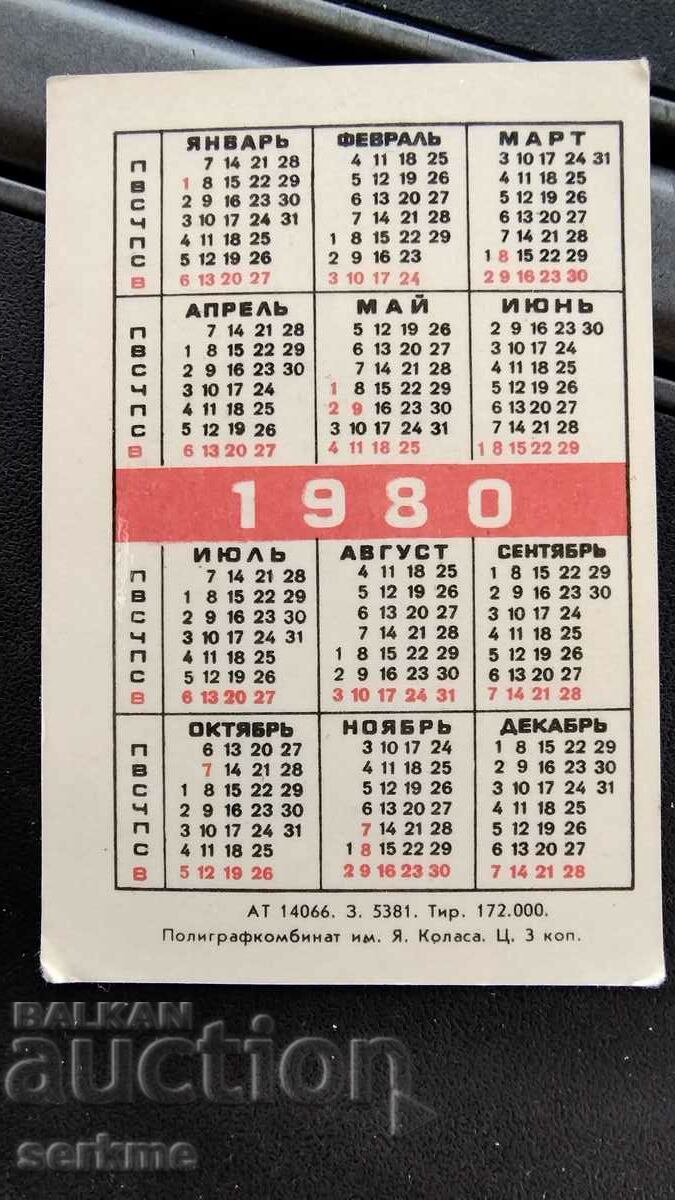 ЯНВАРЬ ФЕВРАЛЬ МАРТ
П 7 14 21 28 4 11 18 25 3 10 17 24 31
В 1 8 15 22 29 5 12 19 26 4 11 18 25
С 2 9 16 23 30 6 13 20 27 5 12 19 26
Ч 3 10 17 24 31 7 14 21 28 6 13 20 27
П 4 11 18 25 1 8 15 22 29 7 14 21 28
С 5 12 19 26 2 9 16 23 1 8 15 22 29
В 6 13 20 27 3 10 17 24 2 9 16 23 30
АПРЕЛЬ МАЙ ИЮНЬ
П 7 14 21 28 5 12 19 26 2 9 16 23 30
В 1 8 15 22 29 6 13 20 27 3 10 17 24
С 2 9 16 23 30 7 14 21 28 4 11 18 25
Ч 3 10 17 24 1 8 15 22 29 5 12 19 26
П 4 11 18 25 2 9 16 23 30 6 13 20 27
С 5 12 19 26 3 10 17 24 31 7 14 21 28
В 6 13 20 27 4 11 18 25 1 8 15 22 29
1980
ИЮЛЬ АВГУСТ СЕНТЯБРЬ
П 7 14 21 28 4 11 18 25 1 8 15 22 29
В 1 8 15 22 29 5 12 19 26 2 9 16 23 30
С 2 9 16 23 30 6 13 20 27 3 10 17 24
Ч 3 10 17 24 31 7 14 21 28 4 11 18 25
П 4 11 18 25 1 8 15 22 29 5 12 19 26
С 5 12 19 26 2 9 16 23 30 6 13 20 27
В 6 13 20 27 3 10 17 24 31 7 14 21 28
ОКТЯБРЬ НОЯБРЬ ДЕКАБРЬ
П 6 13 20 27 3 10 17 24 1 8 15 22 29
В 7 14 21 28 4 11 18 25 2 9 16 23 30
С 1 8 15 22 29 5 12 19 26 3 10 17 24 31
Ч 2 9 16 23 30 6 13 20 27 4 11 18 25
П 3 10 17 24 31 7 14 21 28 5 12 19 26
С 4 11 18 25 1 8 15 22 29 6 13 20 27
В 5 12 19 26 2 9 16 23 30 7 14 21 28
АТ 14066. З. 5381. Тир. 172.000.
Полиграфкомбинат им. Я. Коласа. Ц. 3 коп.
BALKAN
auction
serkme